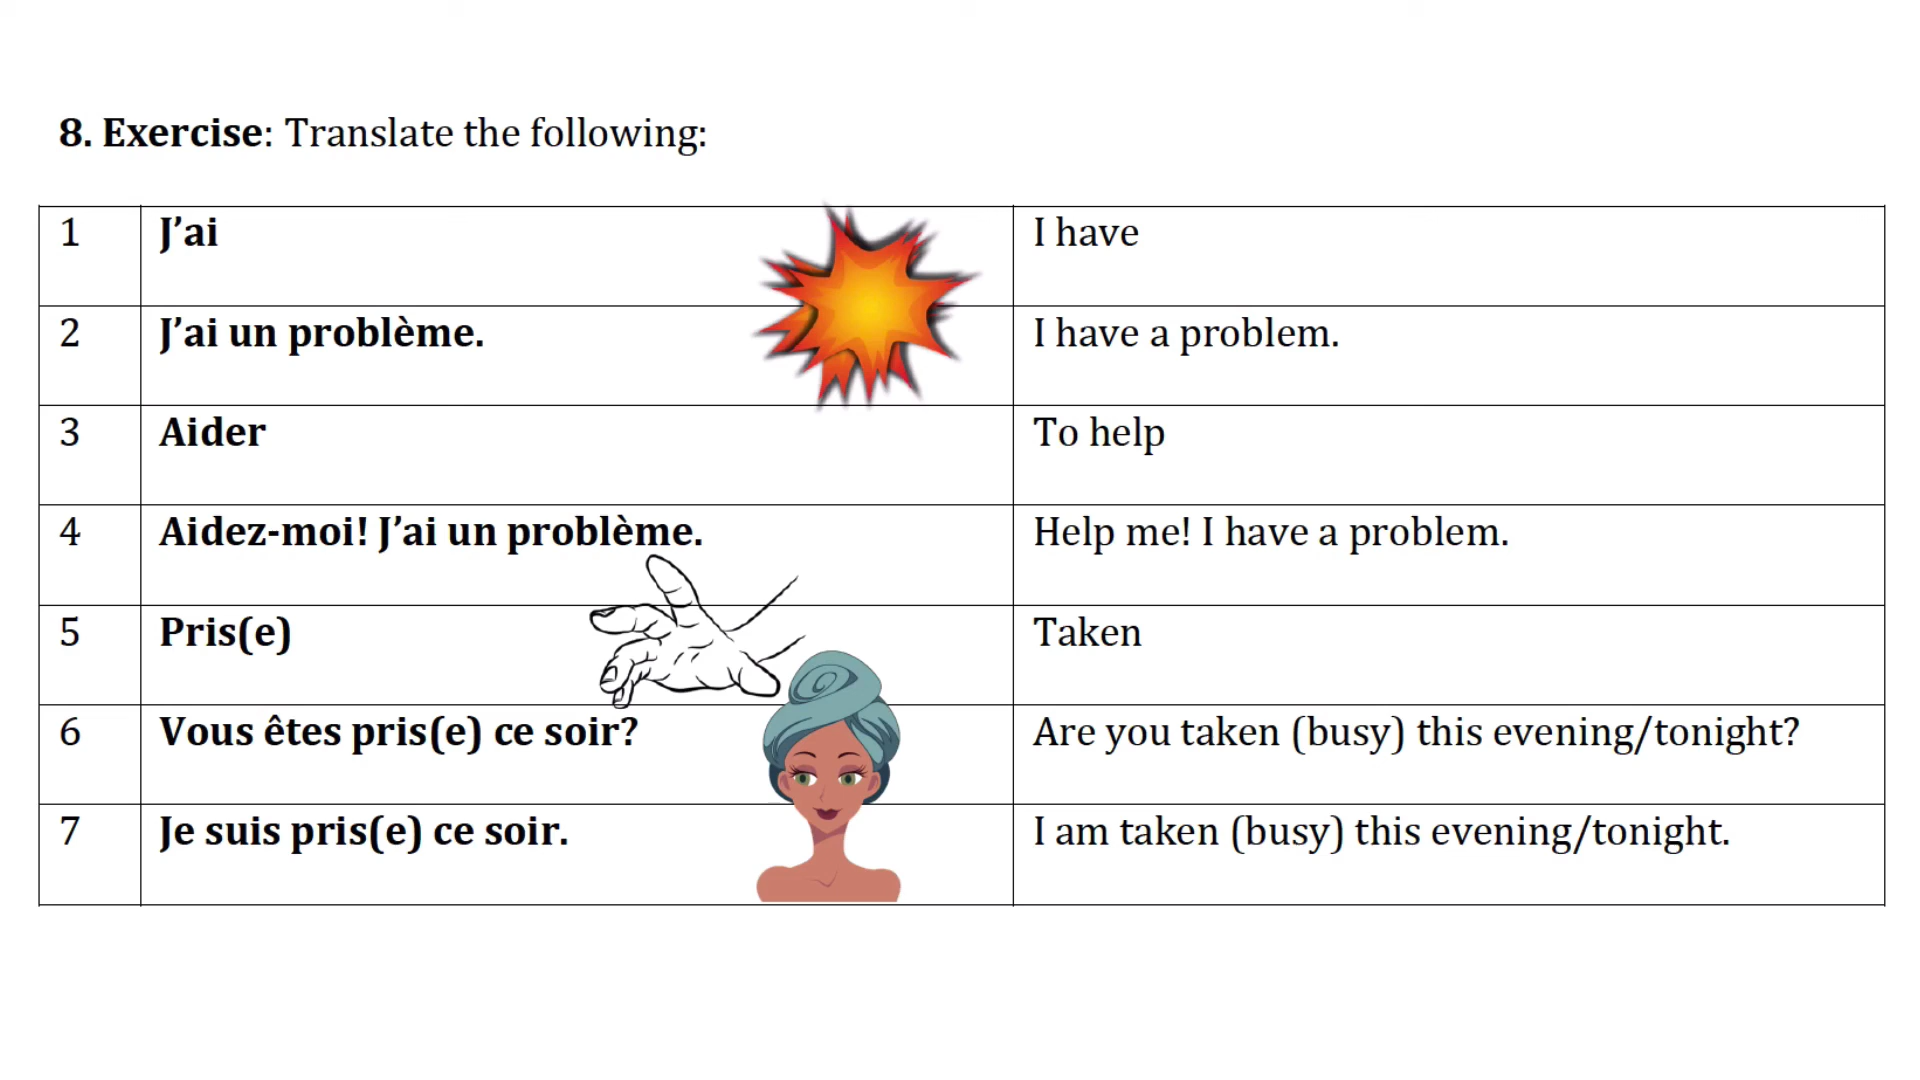 8. Exercise: Translate the following:
1 J’ai I have
2 J’ai un problème. I have a problem.
3 Aider To help
4 Aidez-moi! J’ai un problème. Help me! I have a problem.
5 Pris(e) Taken
6 Vous êtes pris(e) ce soir? Are you taken (busy) this evening/tonight?
7 Je suis pris(e) ce soir. I am taken (busy) this evening/tonight.